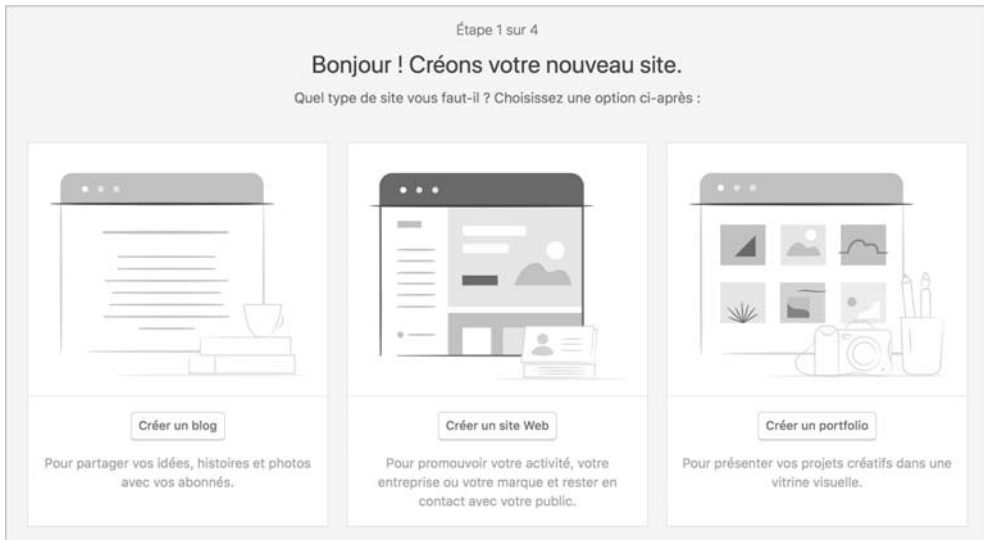 Étape 1 sur 4
Bonjour ! Créons votre nouveau site.
Quel type de site vous faut-il ? Choisissez une option ci-après :
Créer un blog
Pour partager vos idées, histoires et photos
avec vos abonnés.
Créer un site Web
Pour promouvoir votre activité, votre
entreprise ou votre marque et rester en
contact avec votre public.
Créer un portfolio
Pour présenter vos projets créatifs dans une
vitrine visuelle.